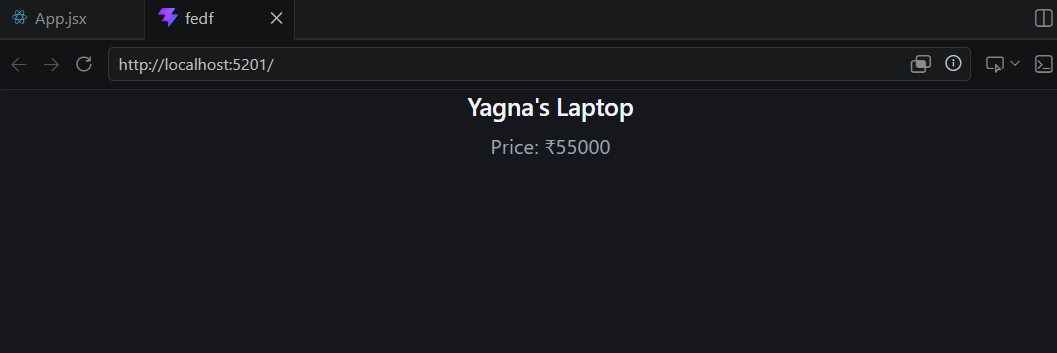 App.jsx
fedf
http://localhost:5201/
Yagna's Laptop
Price: ₹55000